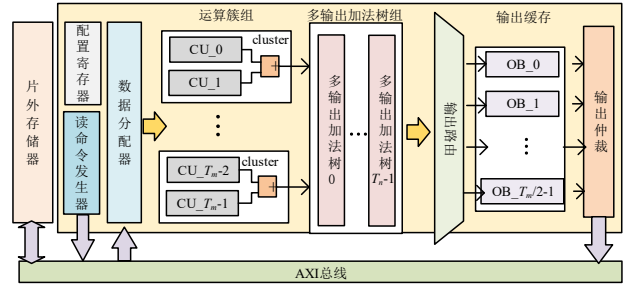 运算簇组
多输出加法树组
输出缓存
片外存储器
配置寄存器
读命令发生器
数据分配器
cluster
CU_0
CU_1
+
⋮
cluster
CU_Tm-2
CU_Tm-1
+
多输出加法树0
…
多输出加法树Tn-1
输出路由
OB_0
OB_1
⋮
OB_Tm/2-1
输出仲裁
AXI总线